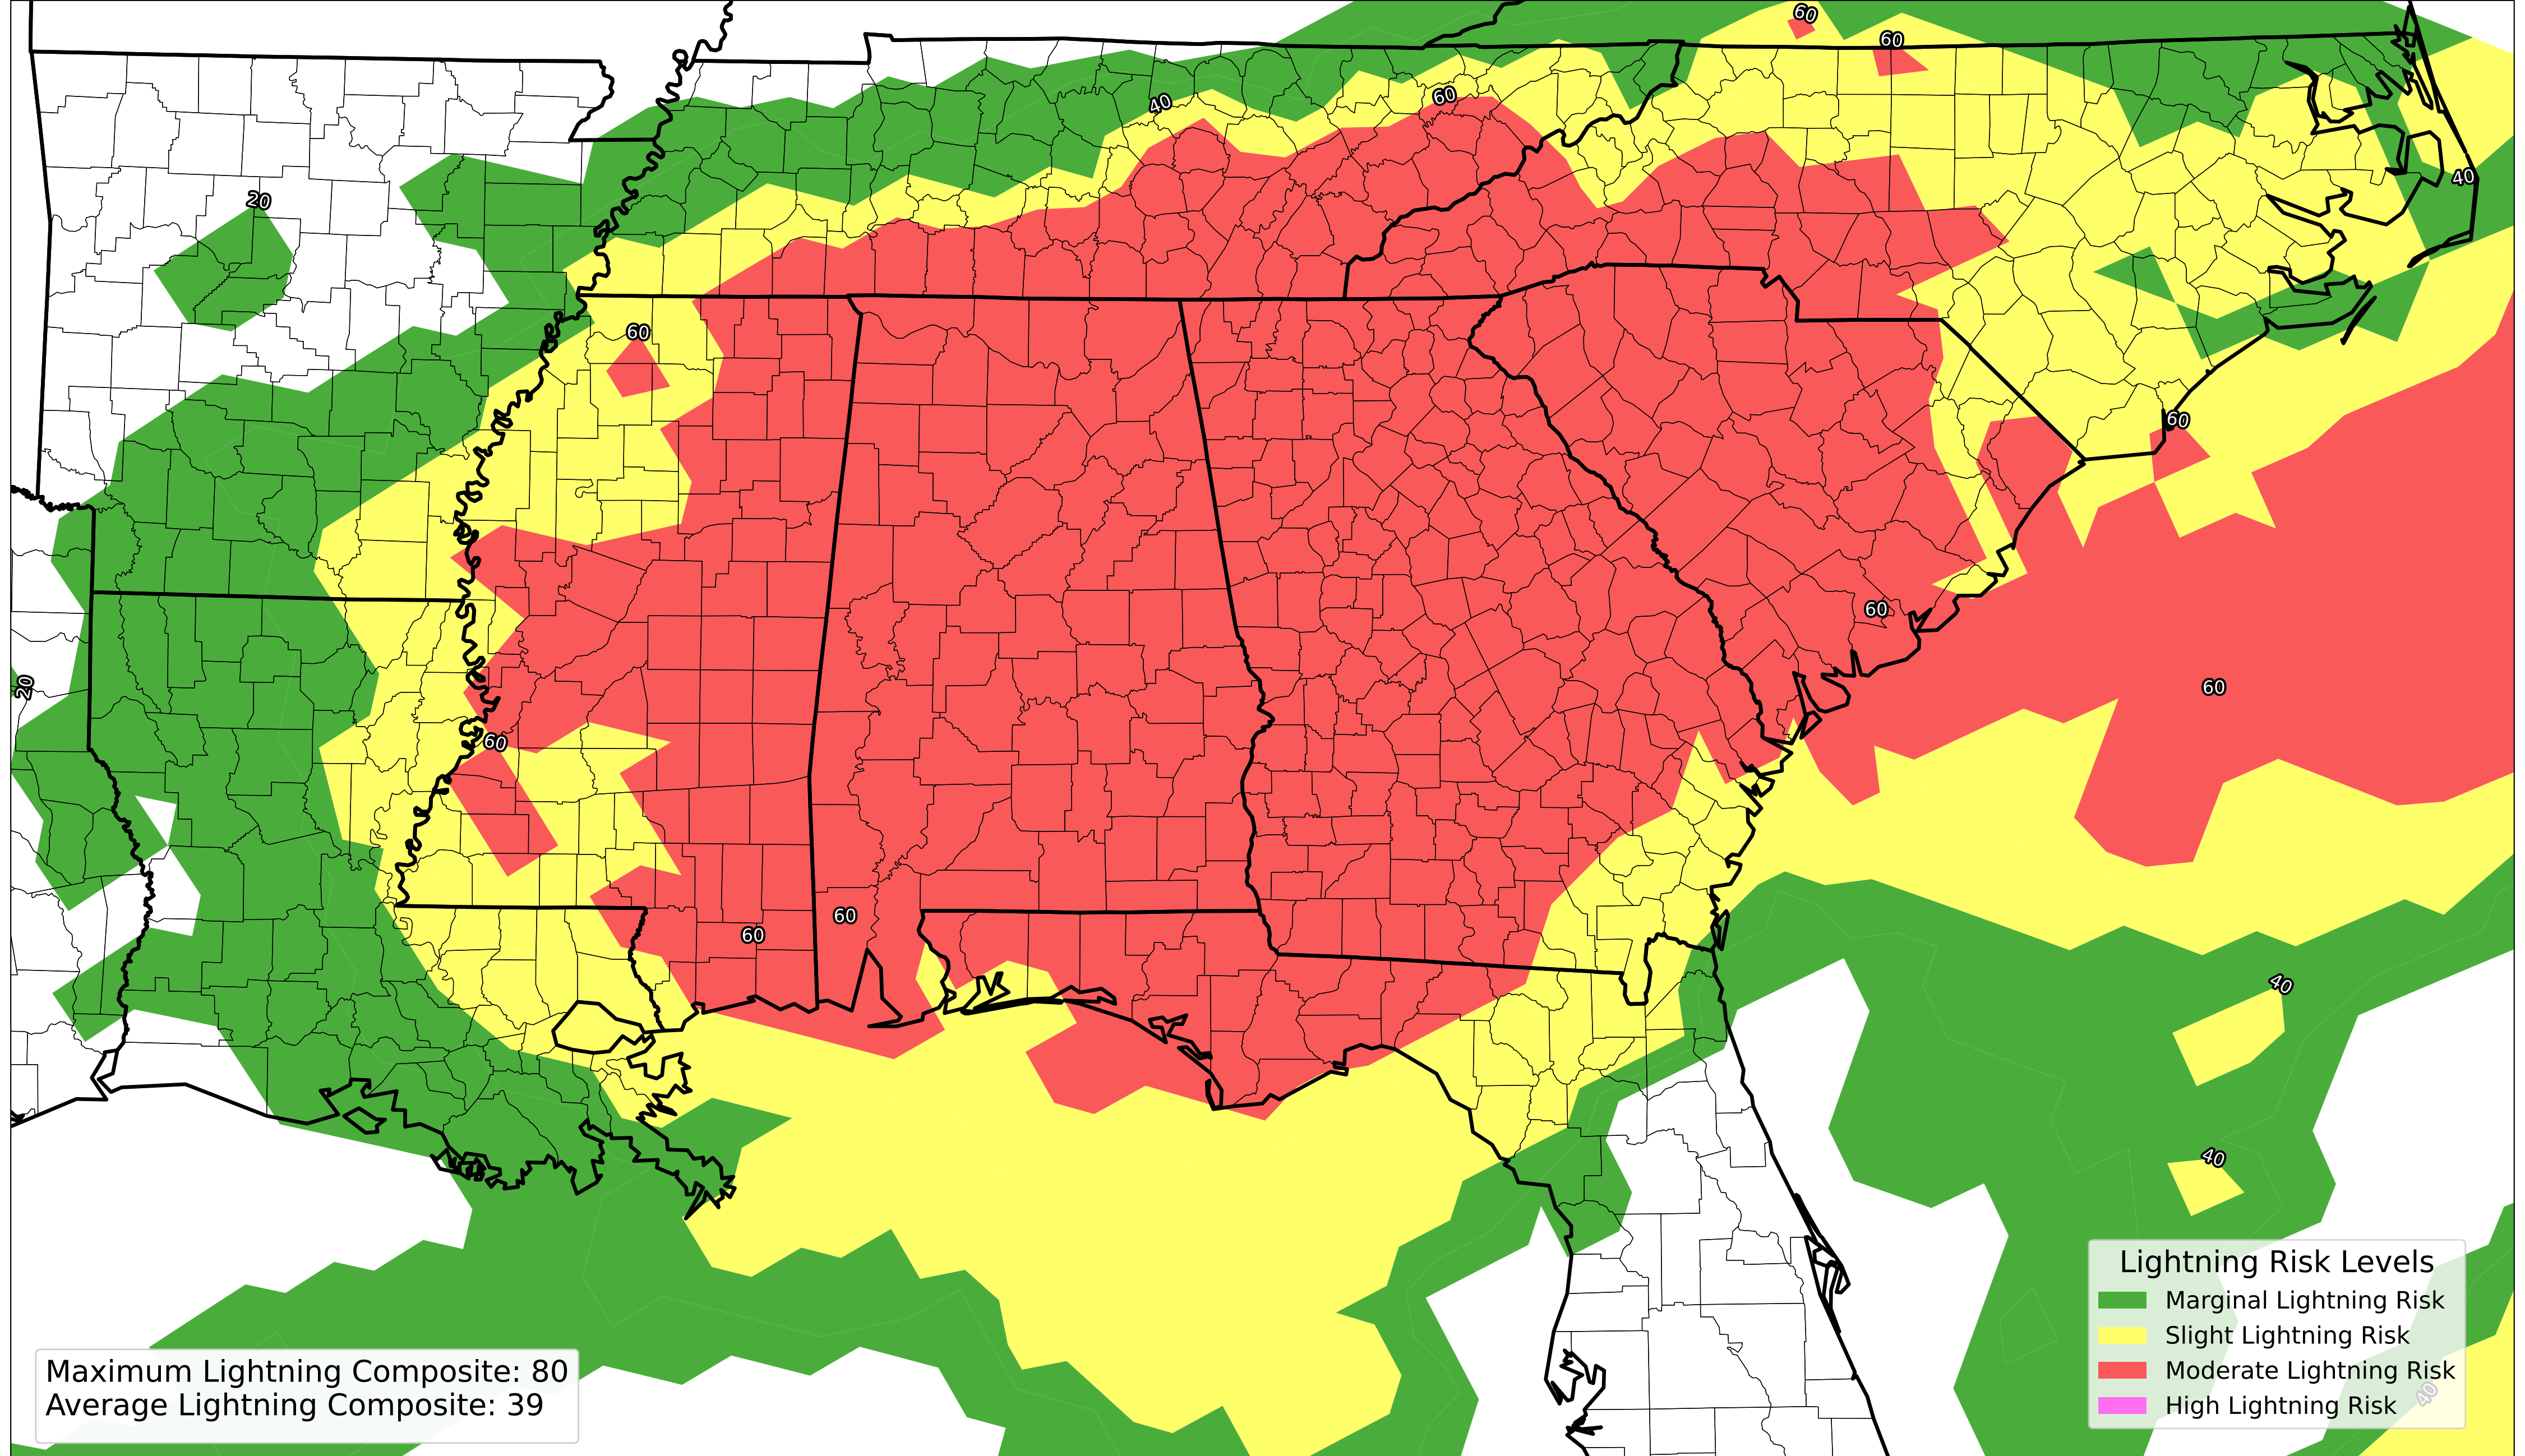 60
60
60
40
40
20
60
60
60
60
20
60
60
60
40
40
Lightning Risk Levels
Marginal Lightning Risk
Slight Lightning Risk
Moderate Lightning Risk
High Lightning Risk
40
Maximum Lightning Composite: 80
Average Lightning Composite: 39